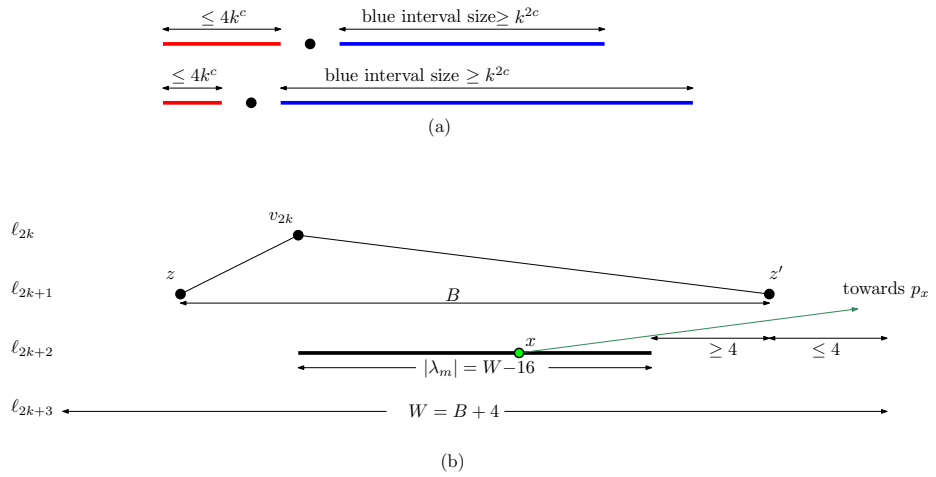 ≤ 4k^c blue interval size≥ k^{2c}
≤ 4k^c blue interval size ≥ k^{2c}
(a)
v_{2k}
ℓ_{2k}
z z′
ℓ_{2k+1} B towards p_x
ℓ_{2k+2} x ≥ 4 ≤ 4
|λ_m| = W−16
ℓ_{2k+3} W = B + 4
(b)